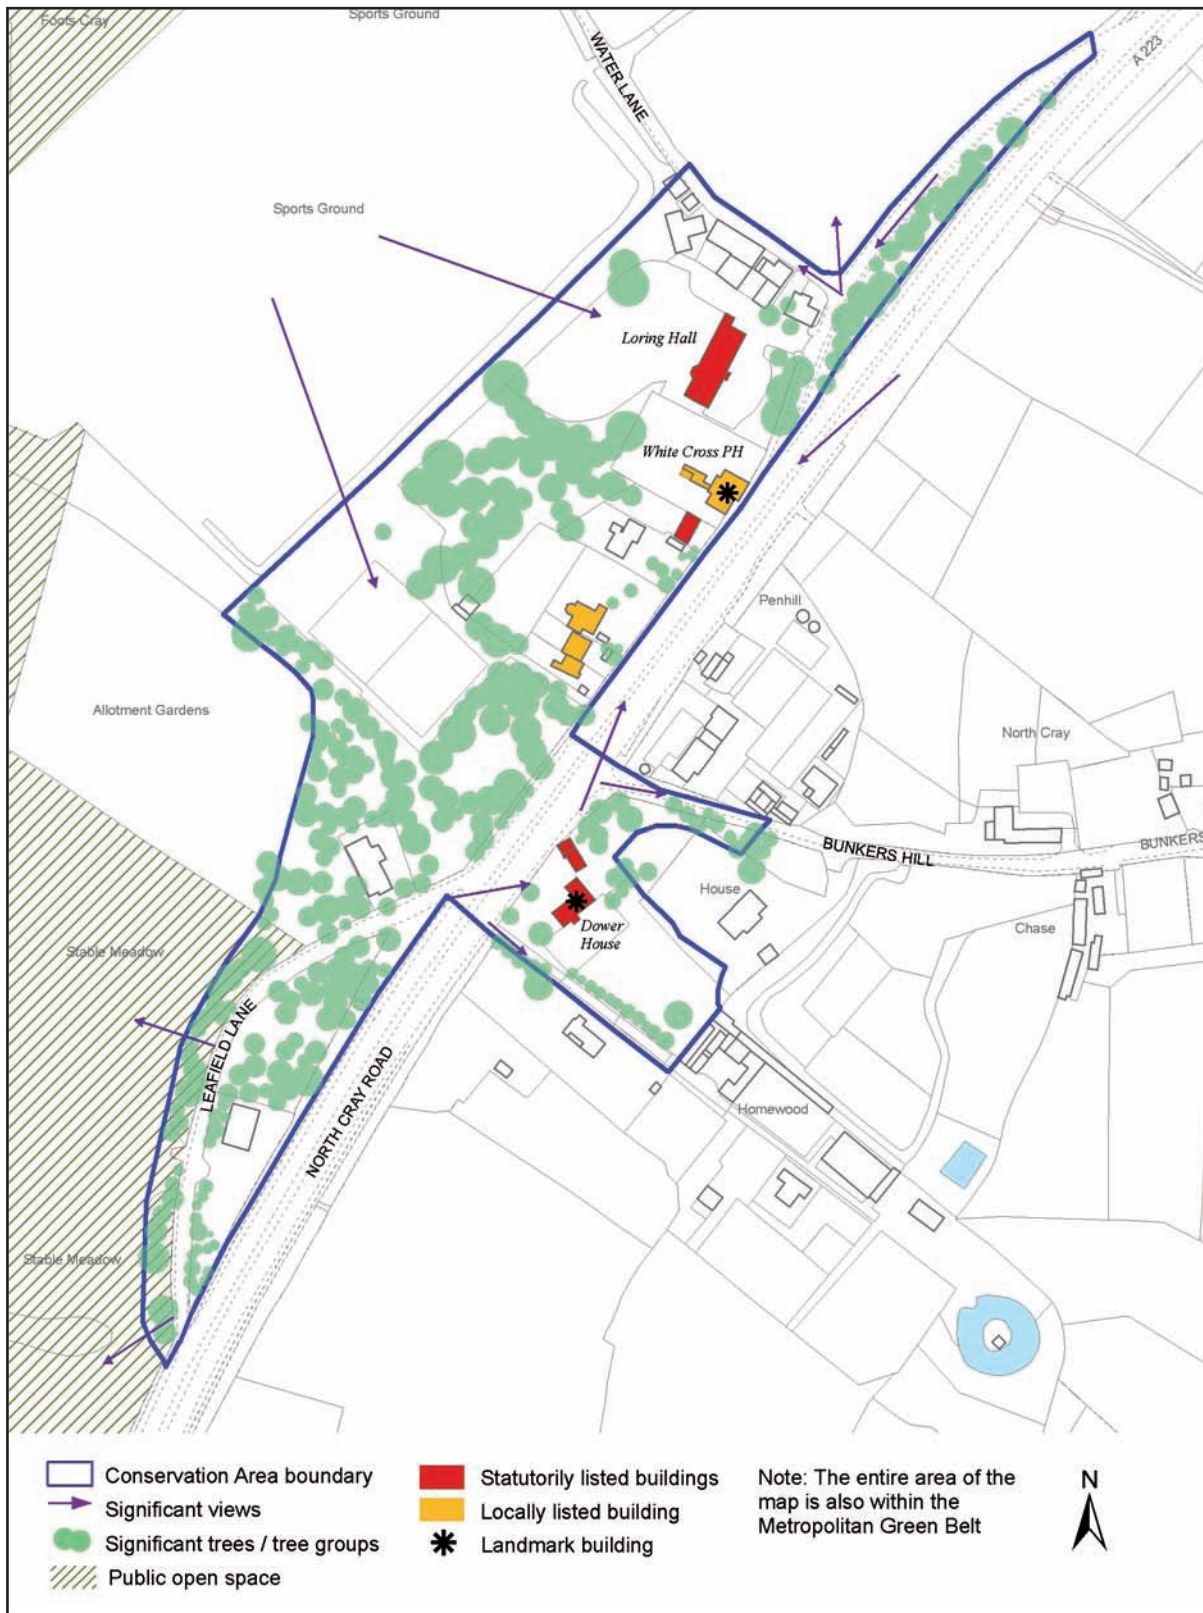 Foots Cray
Sports Ground
WATER LANE
A 223
Sports Ground
Loring Hall
White Cross PH
Penhill
Allotment Gardens
North Cray
BUNKERS HILL
BUNKERS
House
Dower
House
Chase
Stable Meadow
LEAFIELD LANE
NORTH CRAY ROAD
Homewood
Stable Meadow
Conservation Area boundary
Significant views
Significant trees / tree groups
Public open space
Statutorily listed buildings
Locally listed building
Landmark building
Note: The entire area of the
map is also within the
Metropolitan Green Belt
N